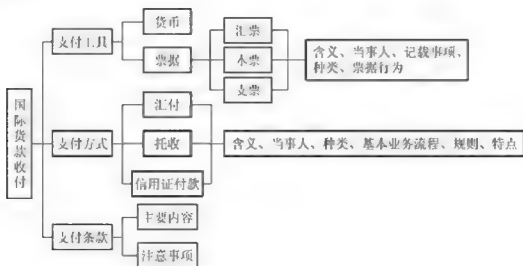 国际货款收付
支付工具
货币
票据
汇票
本票
支票
含义、当事人、记载事项、
种类、票据行为
支付方式
汇付
托收
信用证付款
含义、当事人、种类、基本业务流程、规则、特点
支付条款
主要内容
注意事项